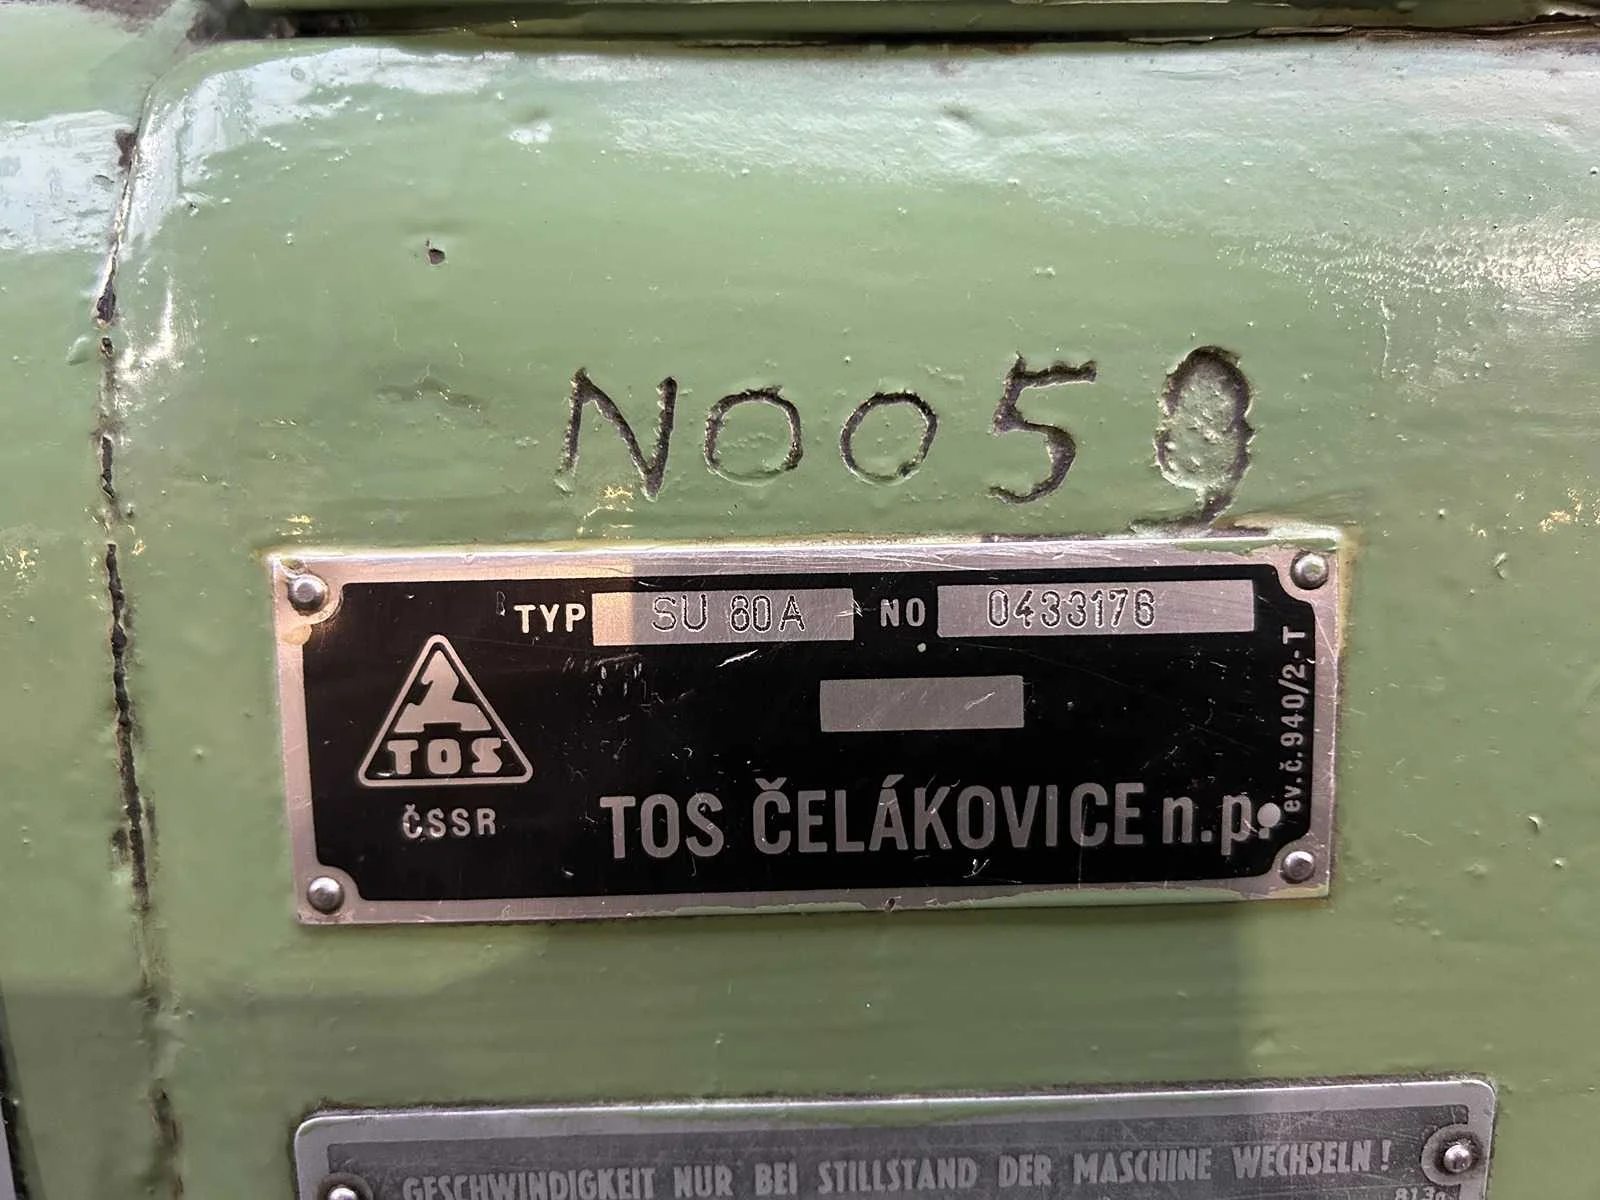 N0059
TYP SU 80A NO 0433176
TOS
ČSSR
TOS ČELÁKOVICE n.p.
ev.č.940/2-T
GESCHWINDIGKEIT NUR BEI STILLSTAND DER MASCHINE WECHSELN!